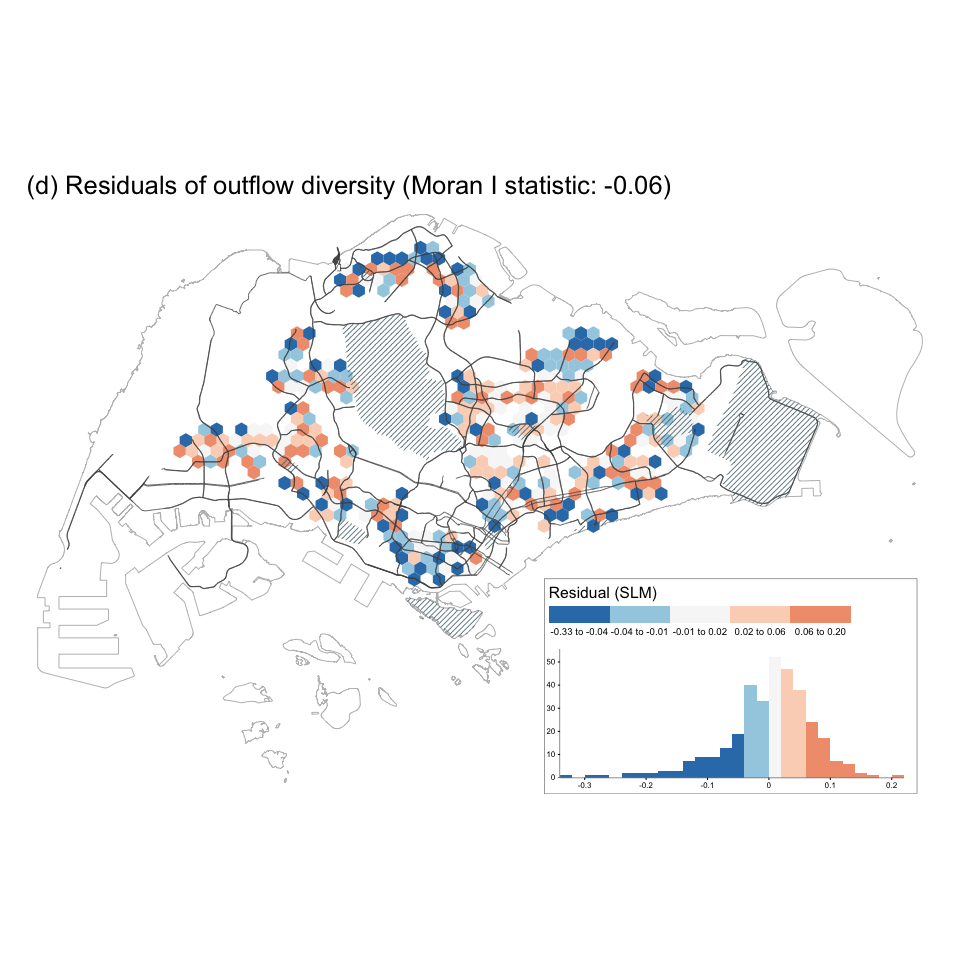 (d) Residuals of outflow diversity (Moran I statistic: -0.06)
Residual (SLM)
-0.33 to -0.04 -0.04 to -0.01 -0.01 to 0.02 0.02 to 0.06 0.06 to 0.20
50
40
30
20
10
0
-0.3 -0.2 -0.1 0 0.1 0.2